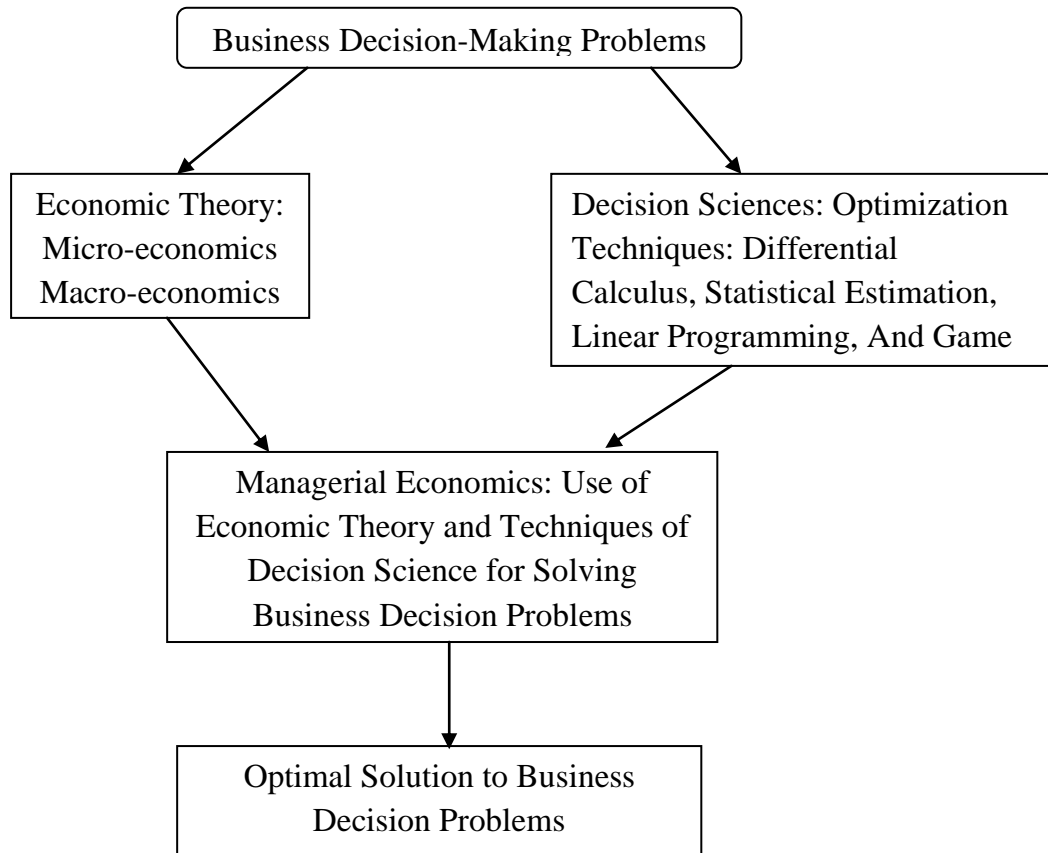 Business Decision-Making Problems
Economic Theory:
Micro-economics
Macro-economics
Decision Sciences: Optimization
Techniques: Differential
Calculus, Statistical Estimation,
Linear Programming, And Game
Managerial Economics: Use of
Economic Theory and Techniques of
Decision Science for Solving
Business Decision Problems
Optimal Solution to Business
Decision Problems